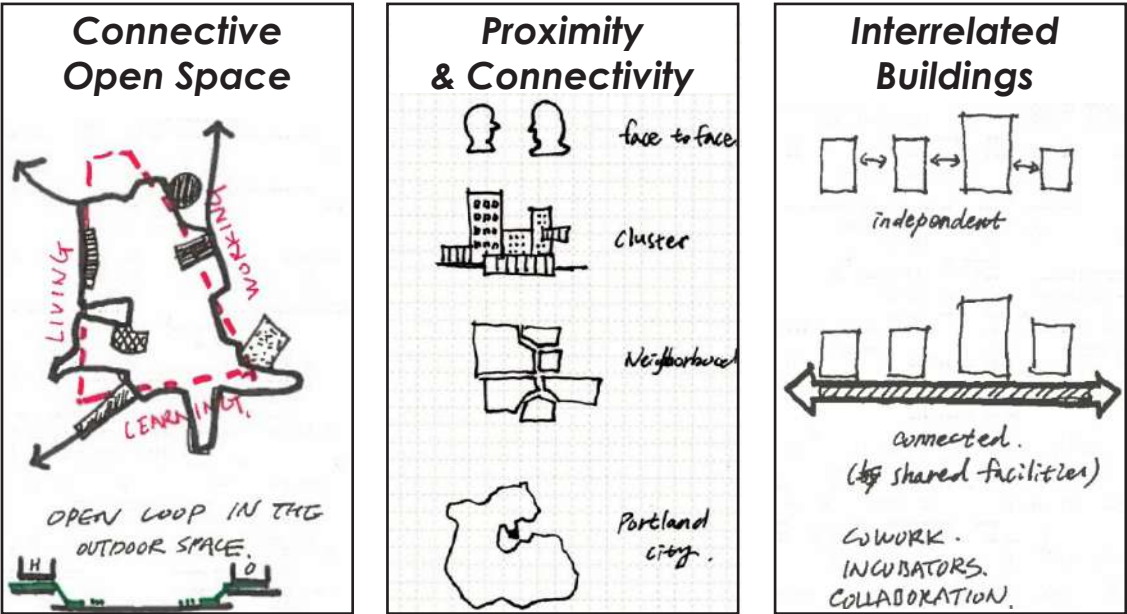 Connective
Open Space
WORKING
LIVING
LEARNING.
OPEN LOOP IN THE
OUTDOOR SPACE.
H
O
Proximity
& Connectivity
face to face
Cluster
Neighborhood
Portland
City.
Interrelated
Buildings
independent
connected.
(by shared facilities)
COWORK.
INCUBATORS.
COLLABORATION.